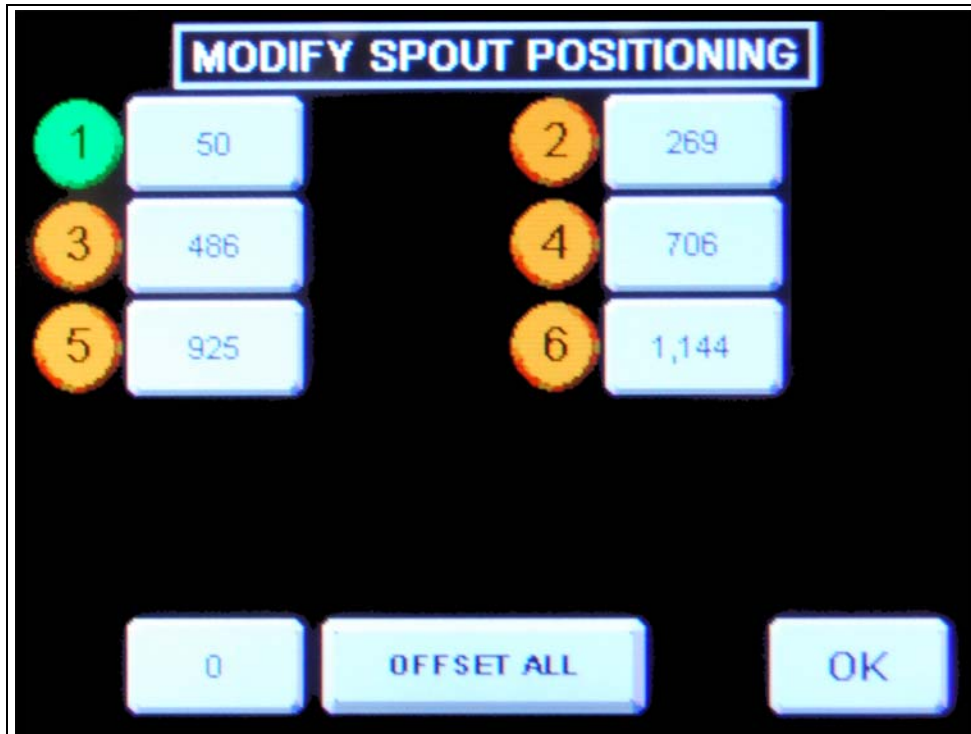 MODIFY SPOUT POSITIONING
1 50 2 269
3 486 4 706
5 925 6 1,144
0 OFFSET ALL OK